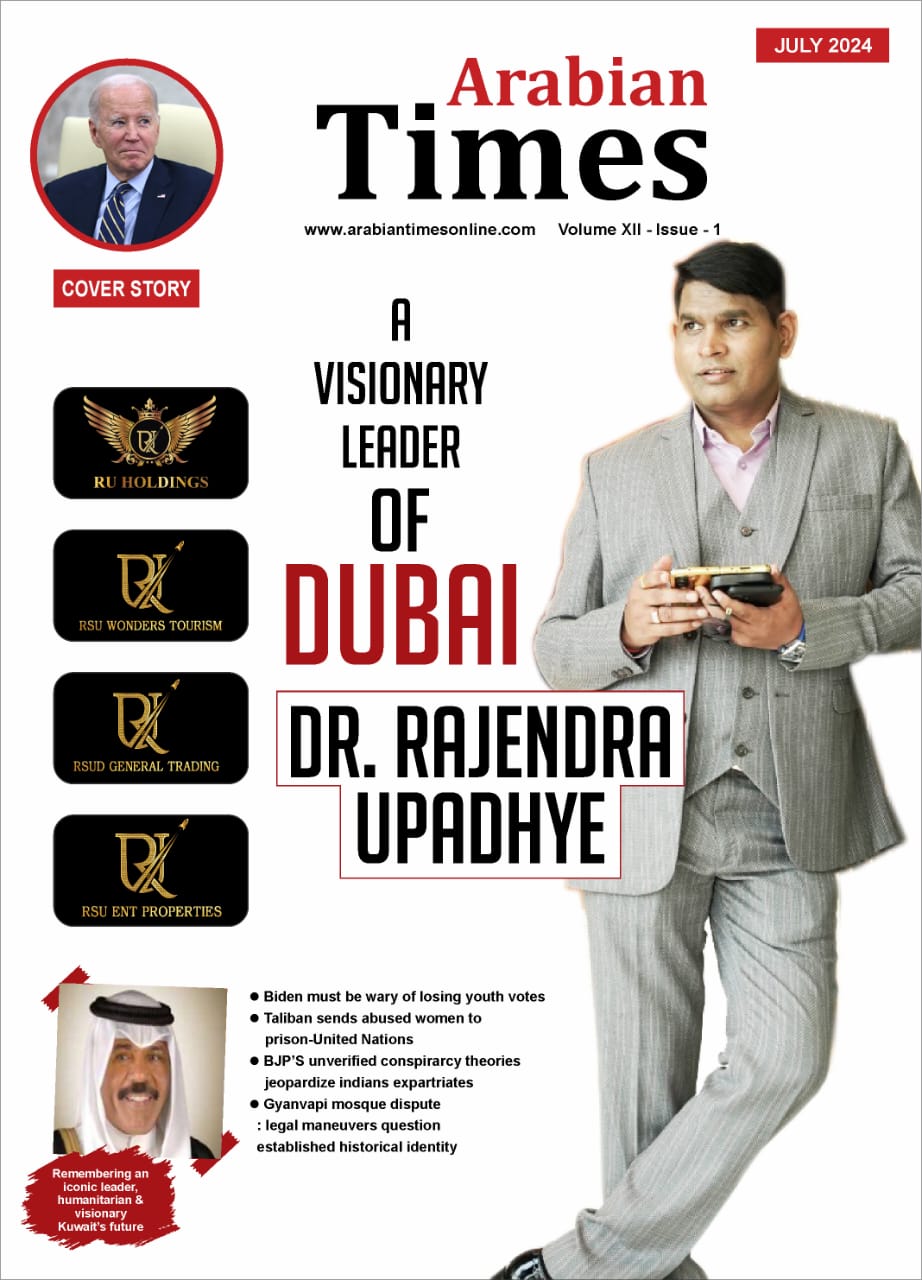 JULY 2024
Arabian
Times
www.arabiantimesonline.com Volume XII - Issue - 1
COVER STORY
A
VISIONARY
LEADER
OF
DUBAI
DR. RAJENDRA
UPADHYE
RU HOLDINGS
RSU WONDERS TOURISM
RSUD GENERAL TRADING
RSU ENT PROPERTIES
● Biden must be wary of losing youth votes
● Taliban sends abused women to
prison-United Nations
● BJP'S unverified conspirarcy theories
jeopardize indians expartriates
● Gyanvapi mosque dispute
: legal maneuvers question
established historical identity
Remembering an
iconic leader,
humanitarian &
visionary
Kuwait's future